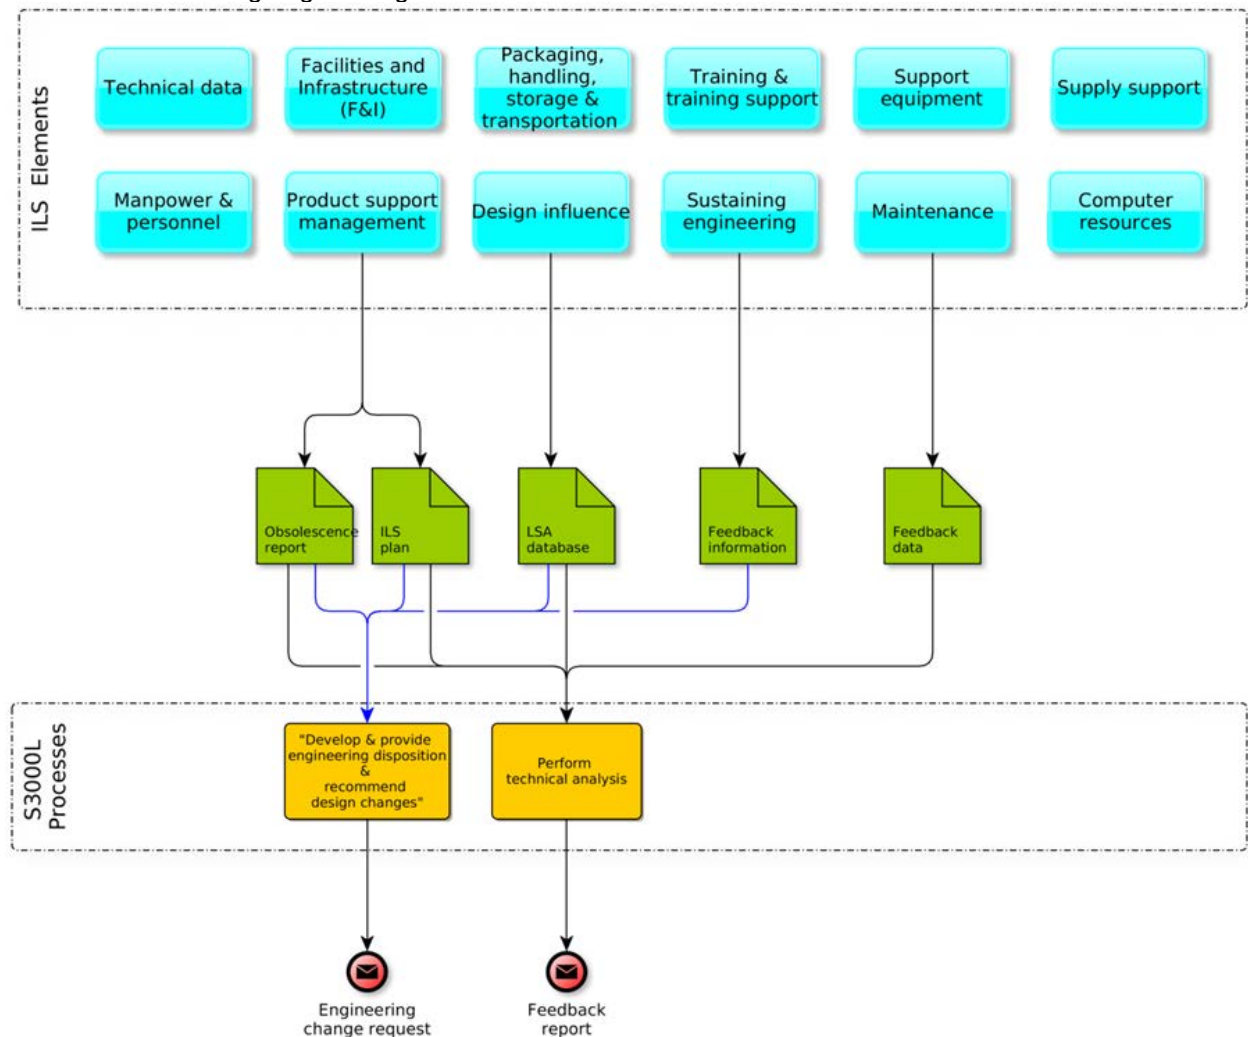 Technical data
Facilities and
Infrastructure
(F&I)
Packaging,
handling,
storage &
transportation
Training &
training support
Support
equipment
Supply support
ILS Elements
Manpower &
personnel
Product support
management
Design influence
Sustaining
engineering
Maintenance
Computer
resources
Obsolescence
report
ILS
plan
LSA
database
Feedback
information
Feedback
data
S3000L
Processes
"Develop & provide
engineering disposition
&
recommend
design changes"
Perform
technical analysis
Engineering
change request
Feedback
report